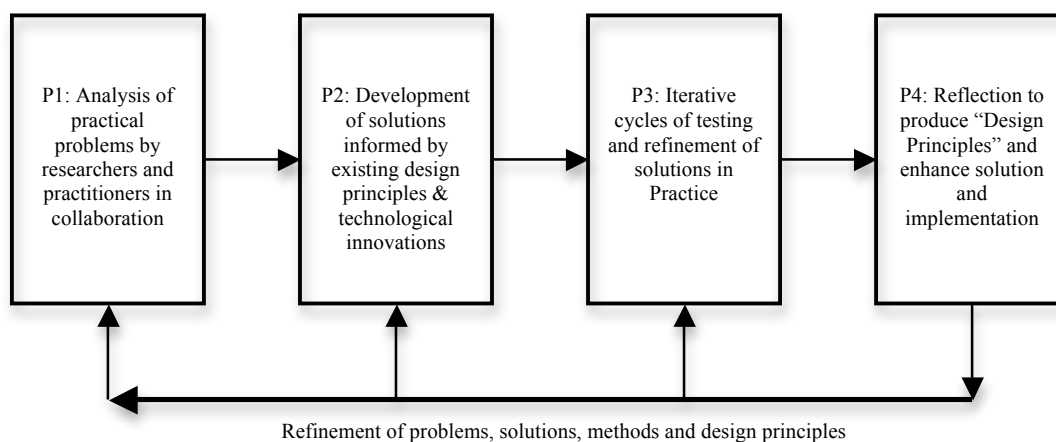 P1: Analysis of
practical
problems by
researchers and
practitioners in
collaboration
P2: Development
of solutions
informed by
existing design
principles &
technological
innovations
P3: Iterative
cycles of testing
and refinement of
solutions in
Practice
P4: Reflection to
produce “Design
Principles” and
enhance solution
and
implementation
Refinement of problems, solutions, methods and design principles